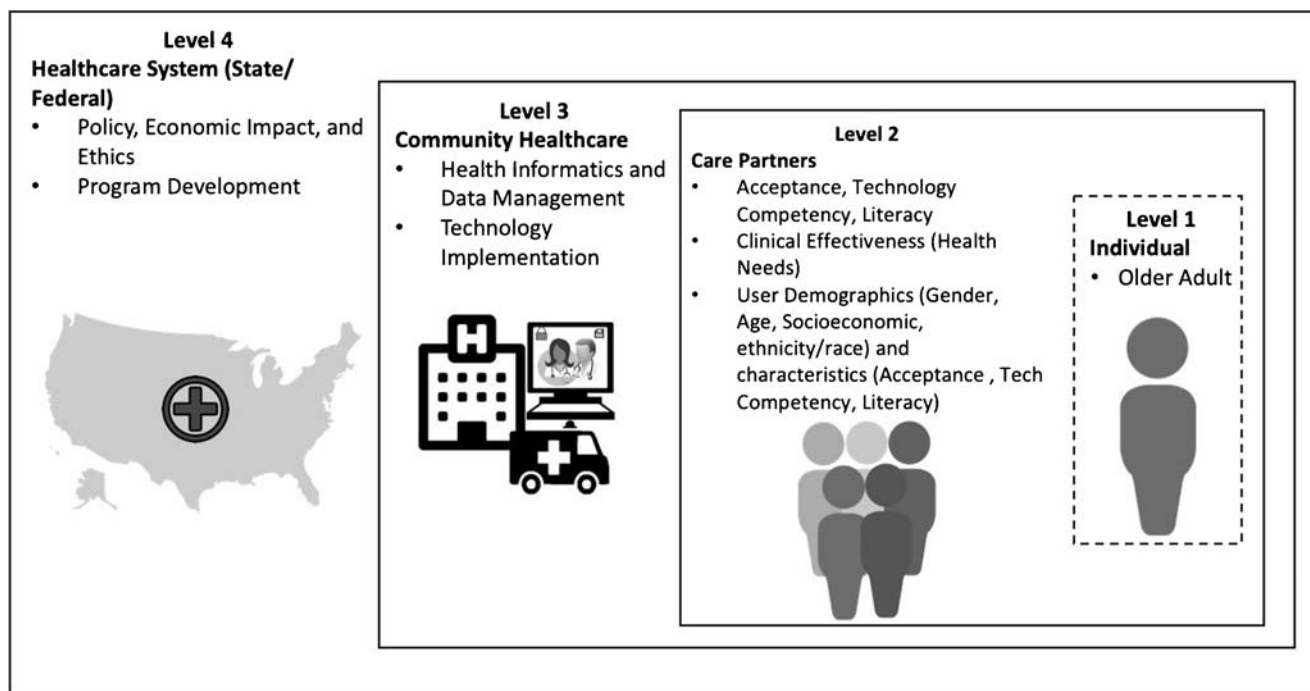 Level 4
Healthcare System (State/
Federal)
• Policy, Economic Impact, and
Ethics
• Program Development
Level 3
Community Healthcare
• Health Informatics and
Data Management
• Technology
Implementation
H
Level 2
Care Partners
• Acceptance, Technology
Competency, Literacy
• Clinical Effectiveness (Health
Needs)
• User Demographics (Gender,
Age, Socioeconomic,
ethnicity/race) and
characteristics (Acceptance , Tech
Competency, Literacy)
Level 1
Individual
• Older Adult